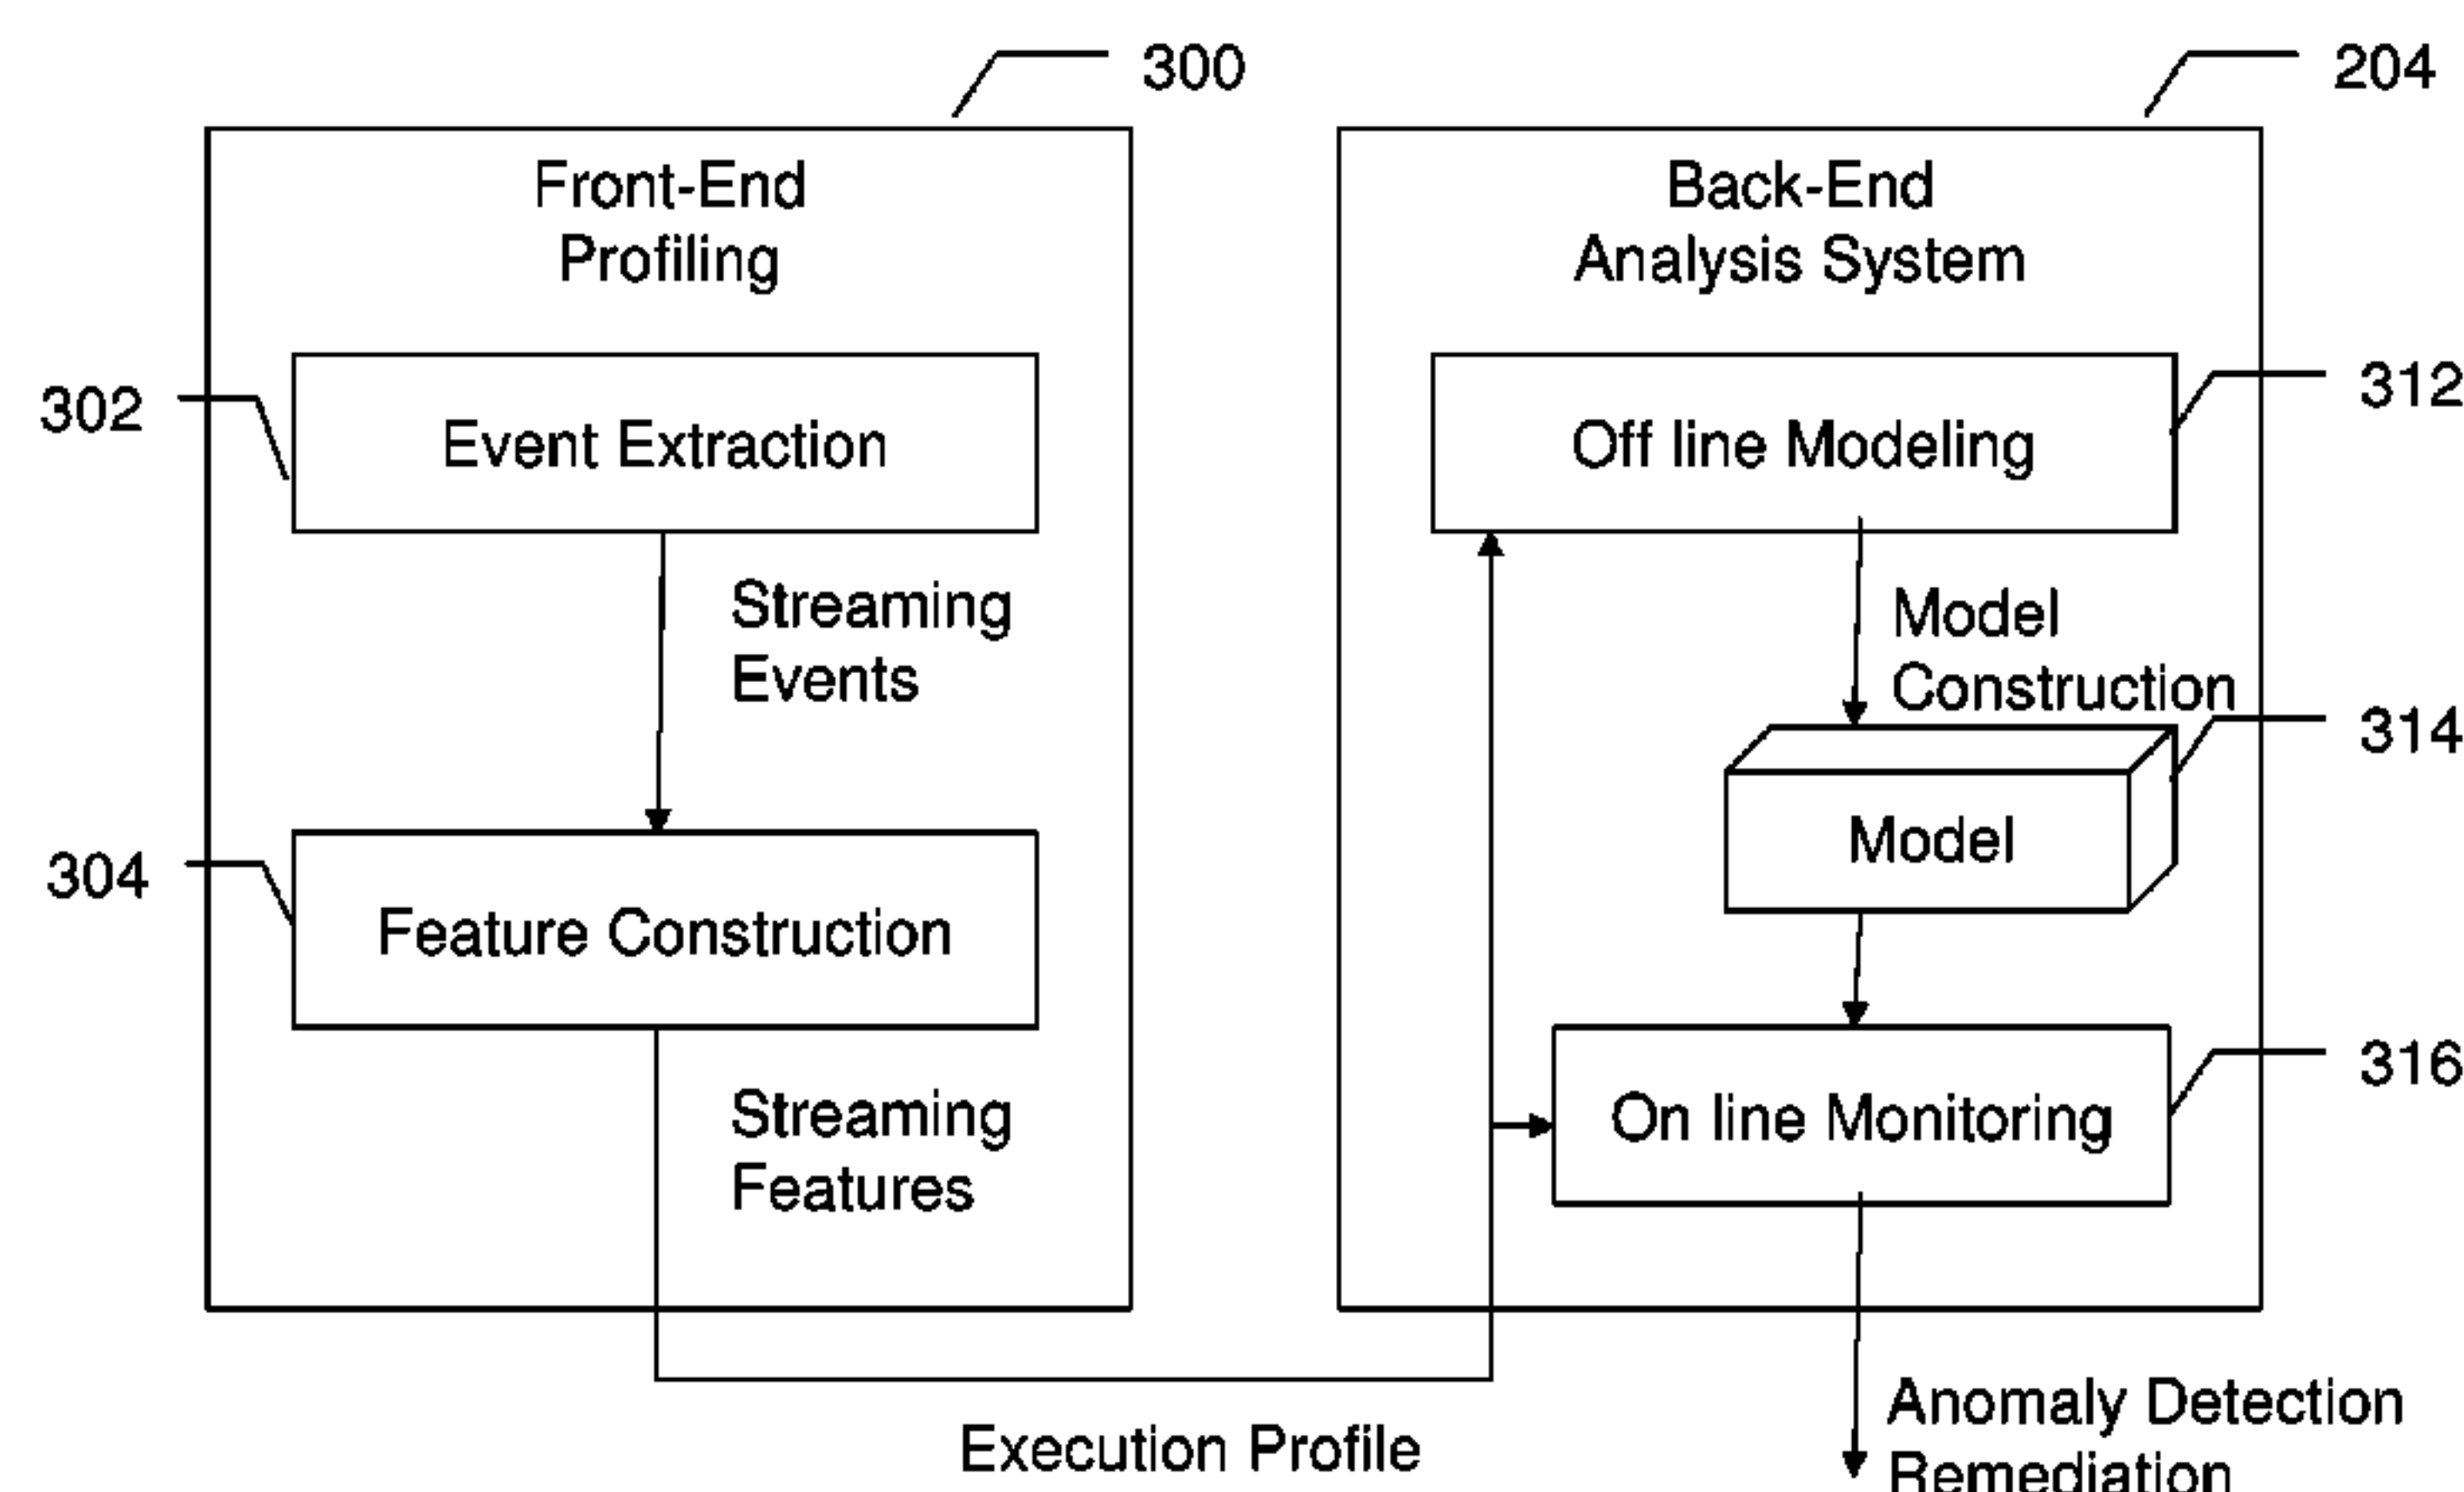 300
204
Front-End
Profiling
Back-End
Analysis System
302
Event Extraction
Off line Modeling
312
Streaming
Events
Model
Construction
314
Model
304
Feature Construction
316
On line Monitoring
Streaming
Features
Execution Profile
Anomaly Detection
Remediation